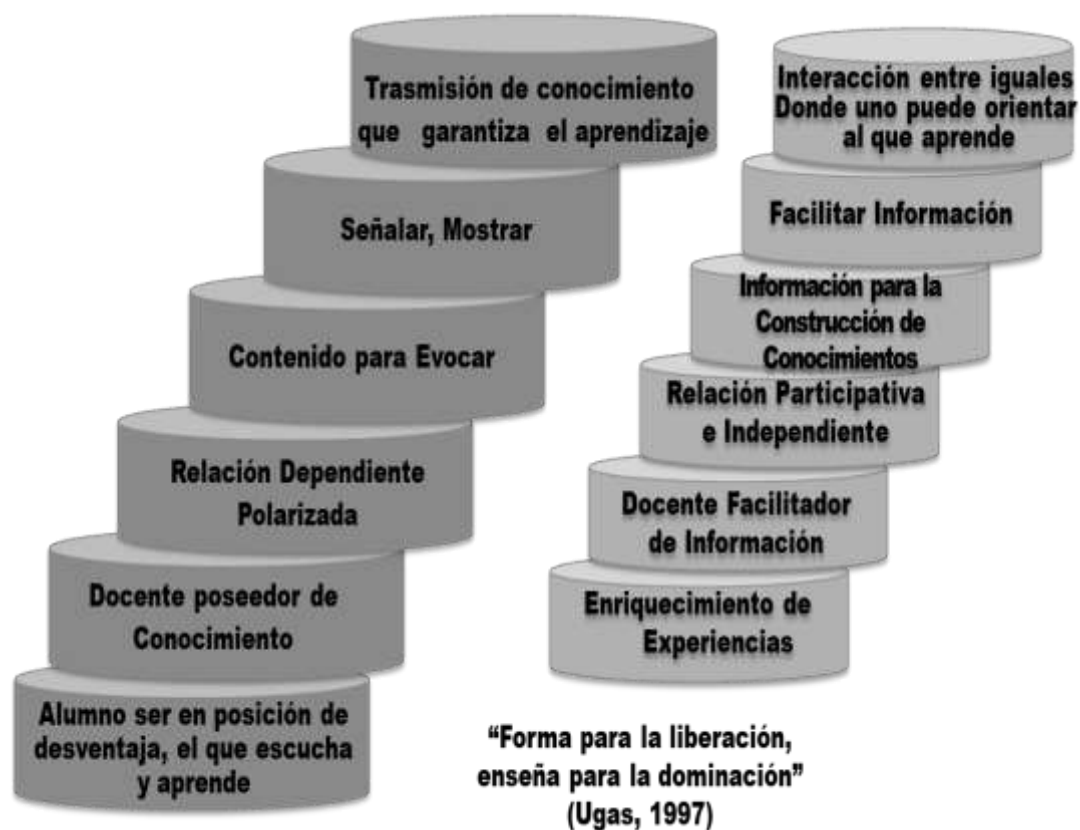 Trasmisión de conocimiento
que garantiza el aprendizaje
Señalar, Mostrar
Contenido para Evocar
Relación Dependiente
Polarizada
Docente poseedor de
Conocimiento
Alumno ser en posición de
desventaja, el que escucha
y aprende
Interacción entre iguales
Donde uno puede orientar
al que aprende
Facilitar Información
Información para la
Construcción de
Conocimientos
Relación Participativa
e Independiente
Docente Facilitador
de Información
Enriquecimiento de
Experiencias
“Forma para la liberación,
enseña para la dominación”
(Ugas, 1997)